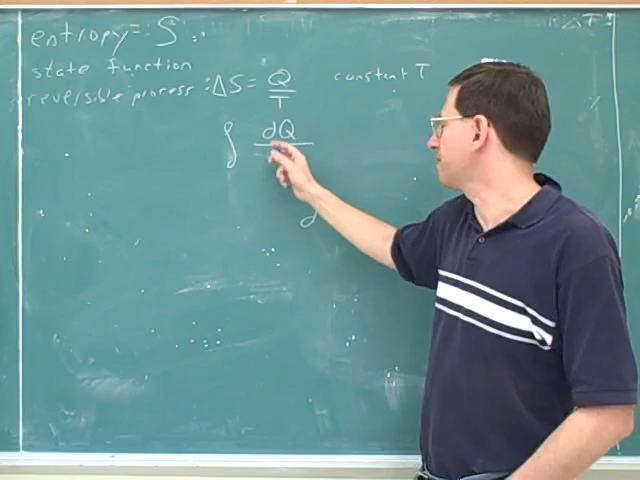 entropy = S :
state function
reversible process : ΔS = Q/T constant T
∫ dQ